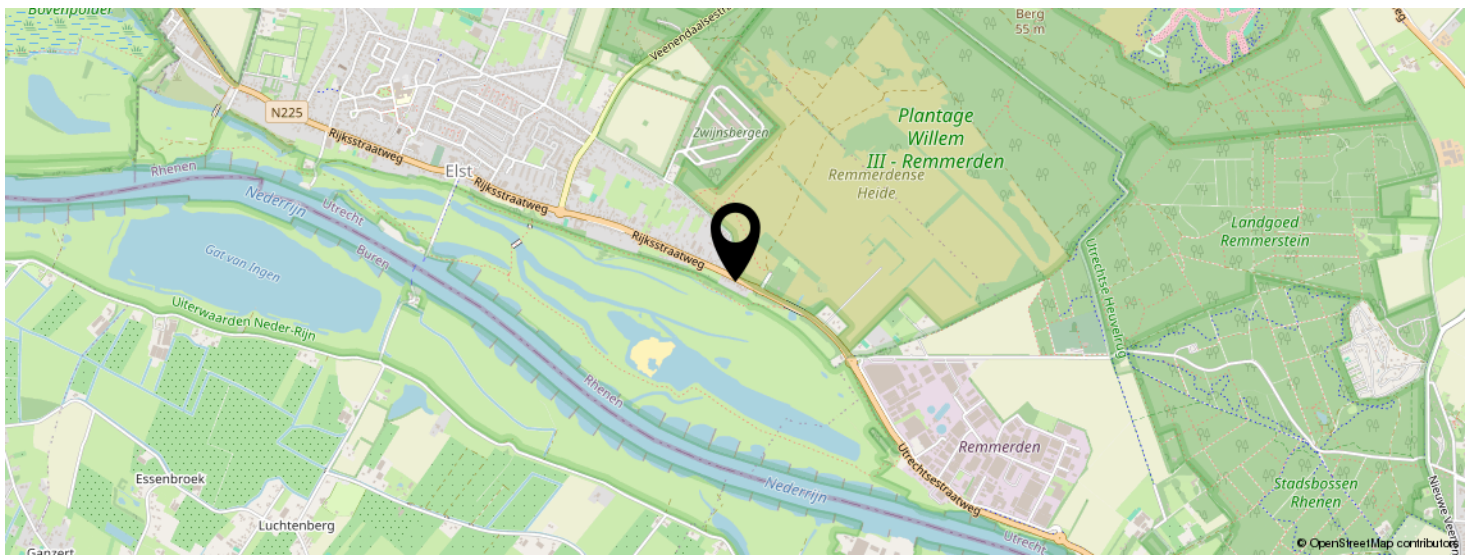 Bovenpolder
Berg
55 m
Veenendaalsestra
N225
Rijksstraatweg
Zwijnsbergen
Plantage
Willem
III - Remmerden
Remmerdense
Heide
Rhenen
Elst
Nederrijn
Utrecht
Rijksstraatweg
Buren
Rijksstraatweg
Landgoed
Remmerstein
Gat van Ingen
Utrechtse Heuvelrug
Uiterwaarden Neder-Rijn
Rhenen
Remmerden
Utrechtsestraatweg
Essenbroek
Nederrijn
Stadsbossen
Rhenen
Luchtenberg
Utrecht
Ganzert
© OpenStreetMap contributors